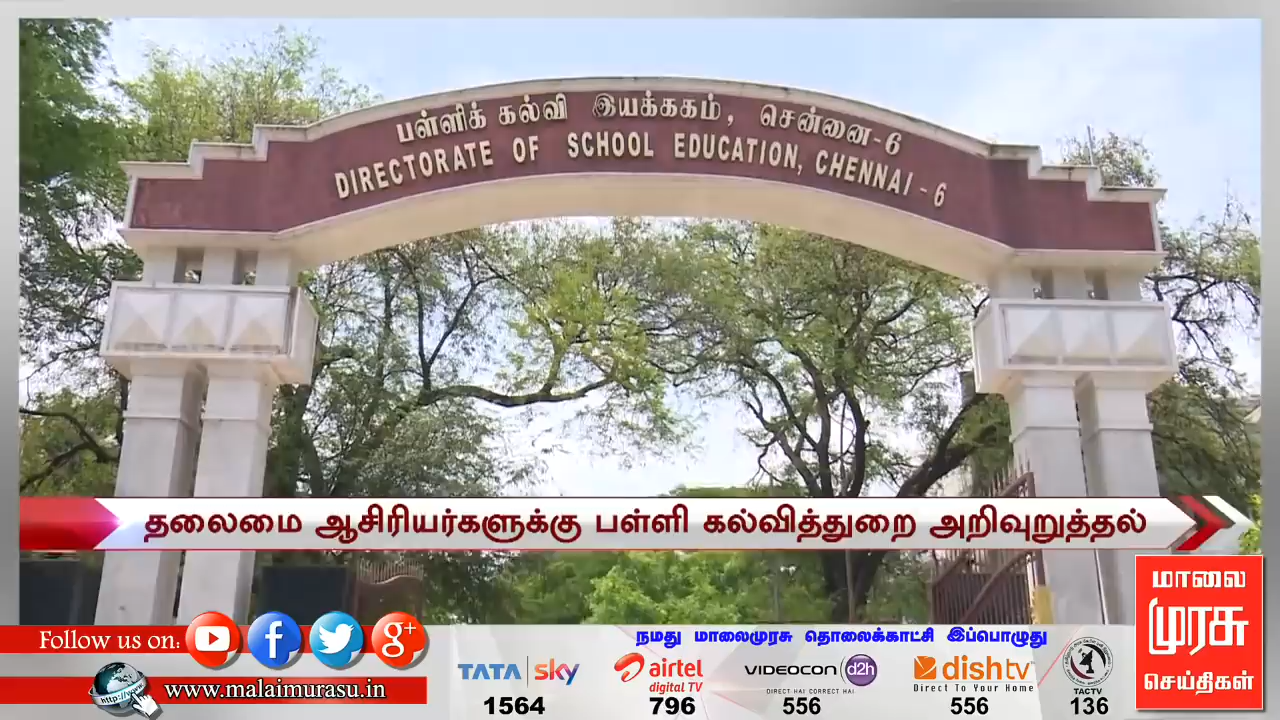 பள்ளிக் கல்வி இயக்ககம், சென்னை-6
DIRECTORATE OF SCHOOL EDUCATION, CHENNAI - 6
தலைமை ஆசிரியர்களுக்கு பள்ளி கல்வித்துறை அறிவுறுத்தல்
மாலை
முரசு
செய்திகள்
Follow us on:
http://www
www.malaimurasu.in
நமது மாலைமுரசு தொலைக்காட்சி இப்பொழுது
TATA sky
1564
airtel
digital TV
796
VIDEOCON d2h
DIRECT HAI CORRECT HAI
556
dishtv
Direct To Your Home
556
TACTV
136